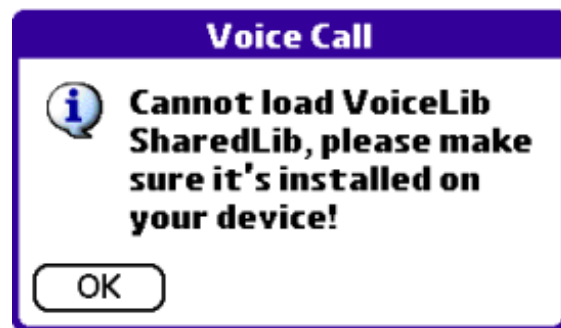 Voice Call
Cannot load VoiceLib
SharedLib, please make
sure it's installed on
your device!
OK